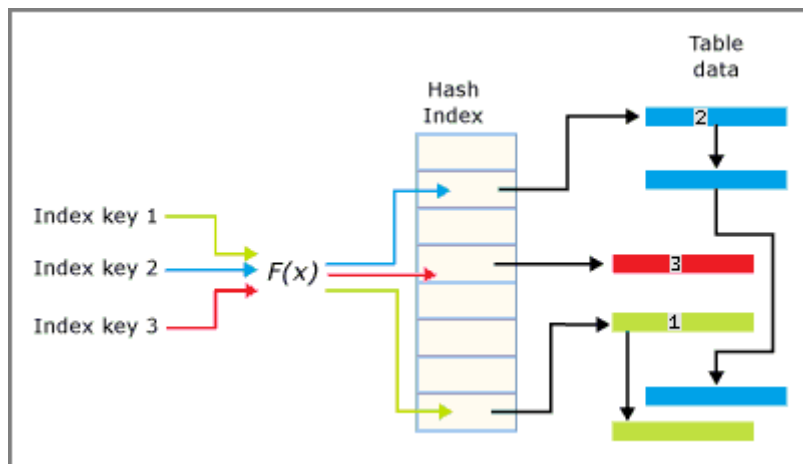 Table
data
Hash
Index
2
Index key 1
Index key 2
F(x)
3
Index key 3
1